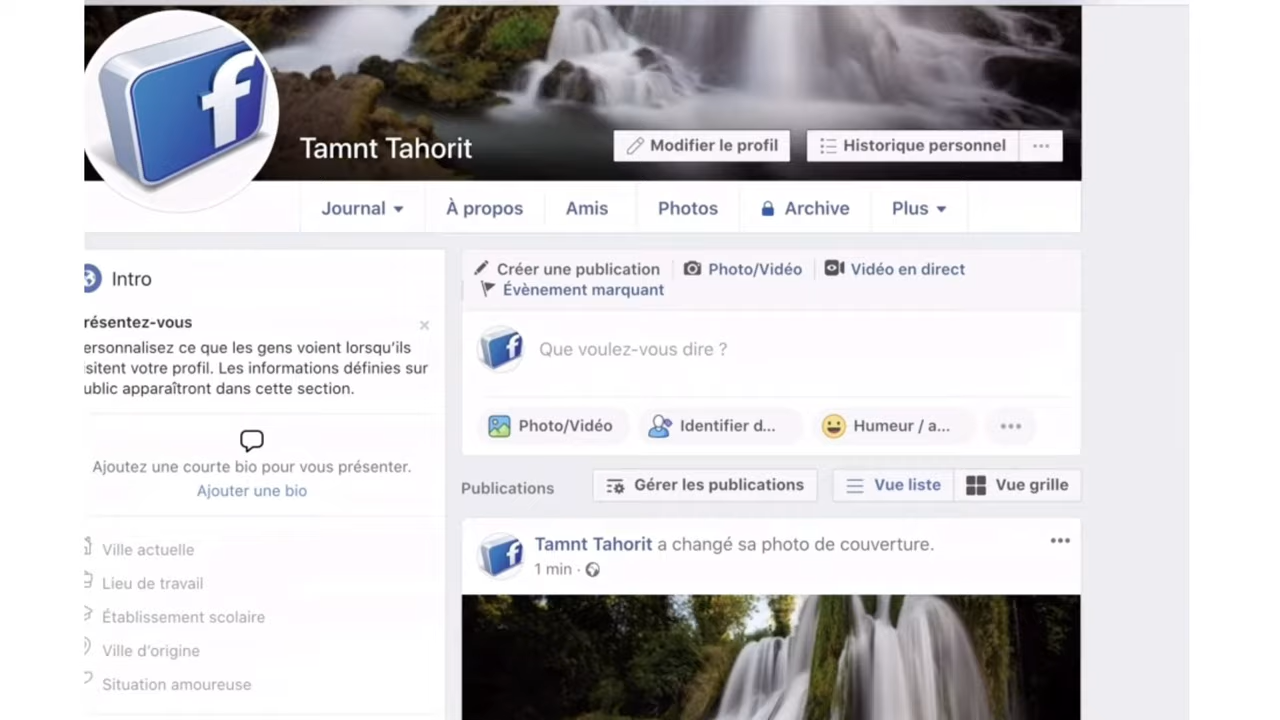 Tamnt Tahorit
Modifier le profil
Historique personnel
Journal
À propos
Amis
Photos
Archive
Plus
Intro
résentez-vous
ersonnalisez ce que les gens voient lorsqu’ils
isitent votre profil. Les informations définies sur
ublic apparaîtront dans cette section.
Ajoutez une courte bio pour vous présenter.
Ajouter une bio
Ville actuelle
Lieu de travail
Établissement scolaire
Ville d’origine
Situation amoureuse
Créer une publication
Photo/Vidéo
Vidéo en direct
Évènement marquant
Que voulez-vous dire ?
Photo/Vidéo
Identifier d...
Humeur / a...
Publications
Gérer les publications
Vue liste
Vue grille
Tamnt Tahorit a changé sa photo de couverture.
1 min ·